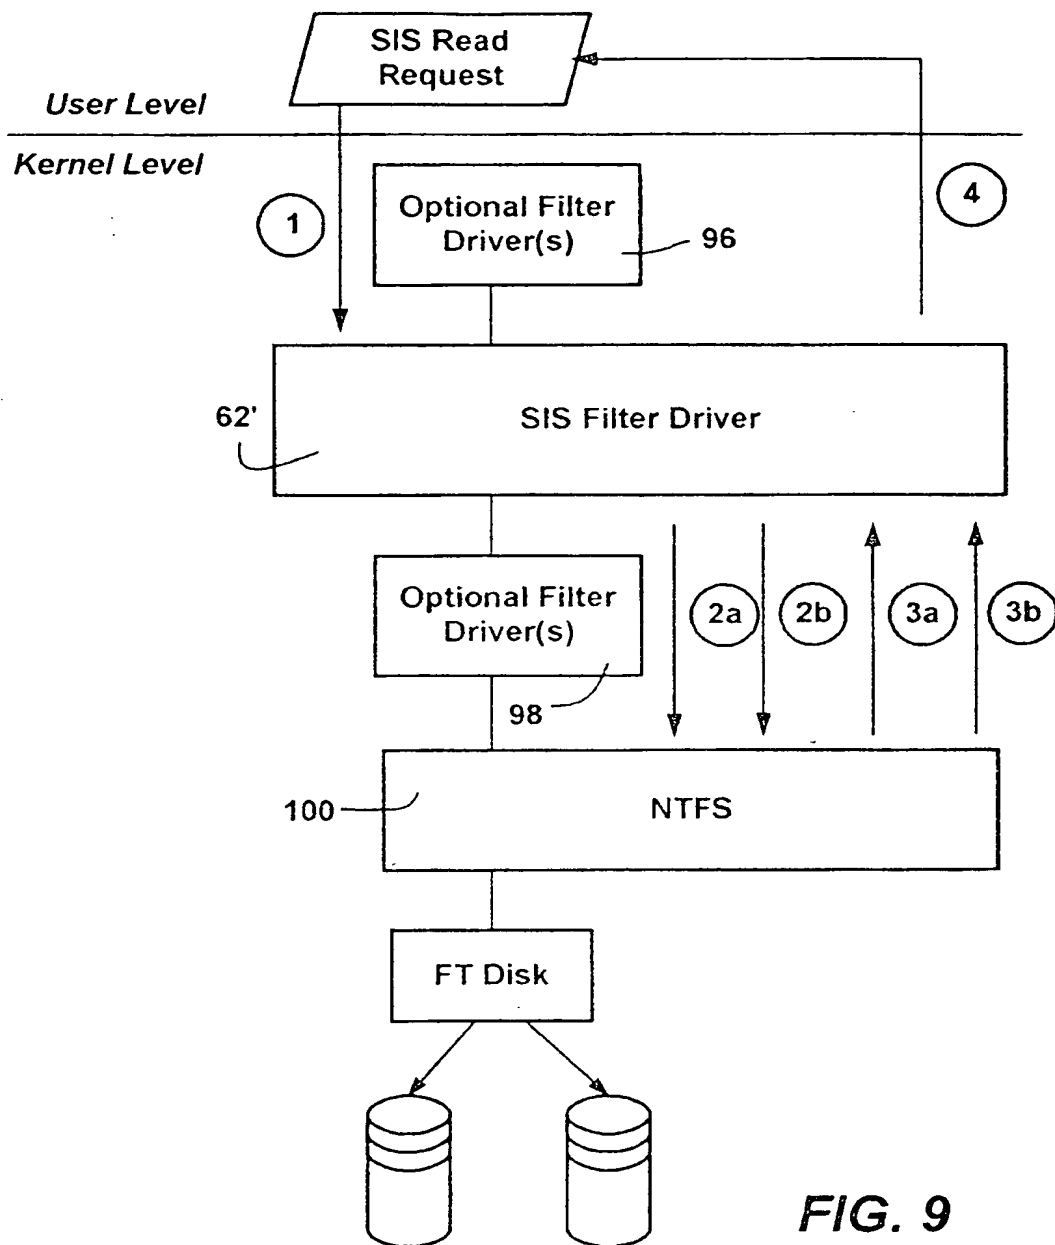 SIS Read
Request
User Level
Kernel Level
1
4
Optional Filter
Driver(s)
96
62'
SIS Filter Driver
Optional Filter
Driver(s)
98
2a
2b
3a
3b
100
NTFS
FT Disk
FIG. 9